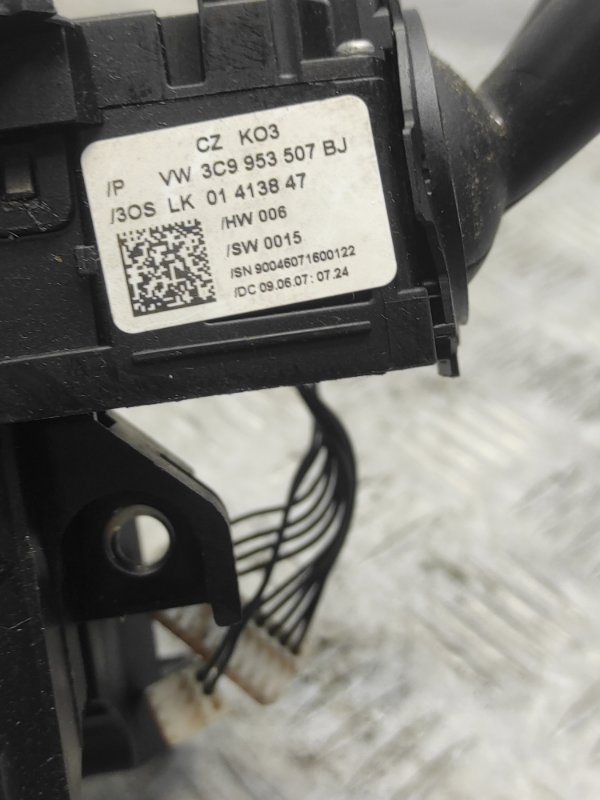 CZ KO3
/P VW 3C9 953 507 BJ
/3OS LK 01 4138 47
/HW 006
/SW 0015
/SN 90046071600122
/DC 09.06.07: 07.24